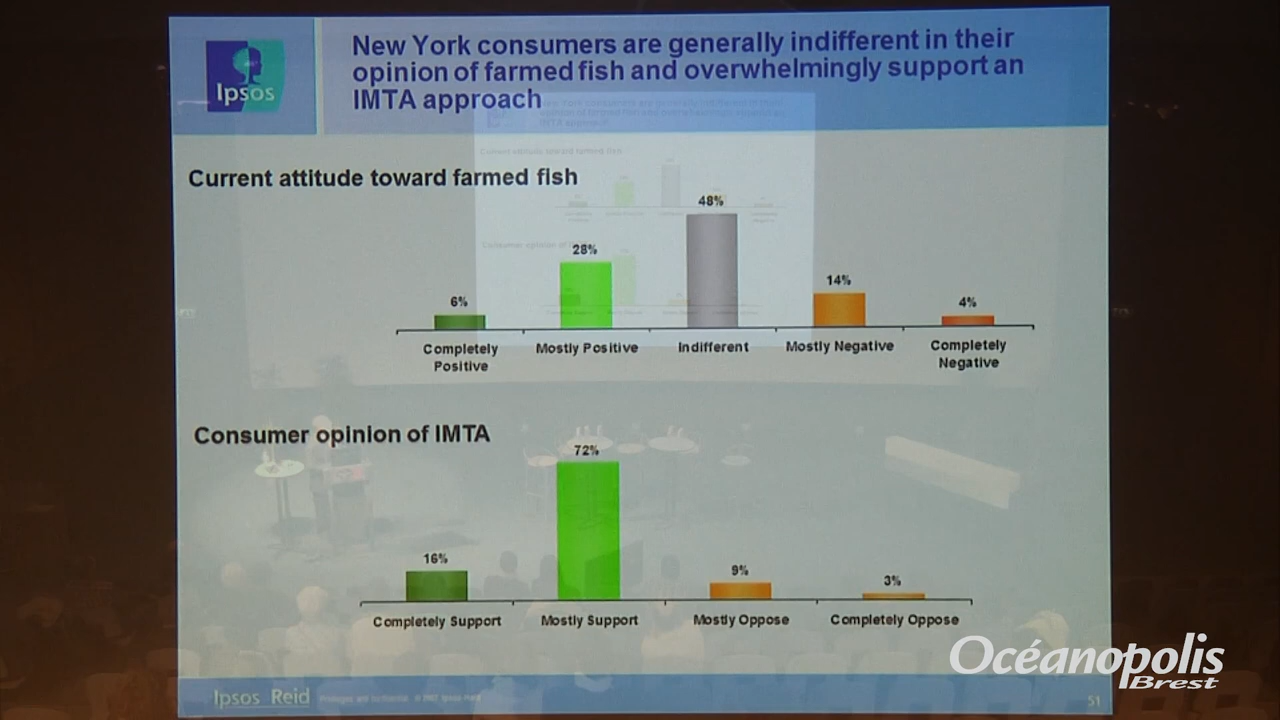 Ipsos
New York consumers are generally indifferent in their
opinion of farmed fish and overwhelmingly support an
IMTA approach
Current attitude toward farmed fish
6%
28%
48%
14%
4%
Completely
Positive
Mostly Positive
Indifferent
Mostly Negative
Completely
Negative
Consumer opinion of IMTA
16%
72%
9%
3%
Completely Support
Mostly Support
Mostly Oppose
Completely Oppose
Océanopolis
Brest
Ipsos Reid
51